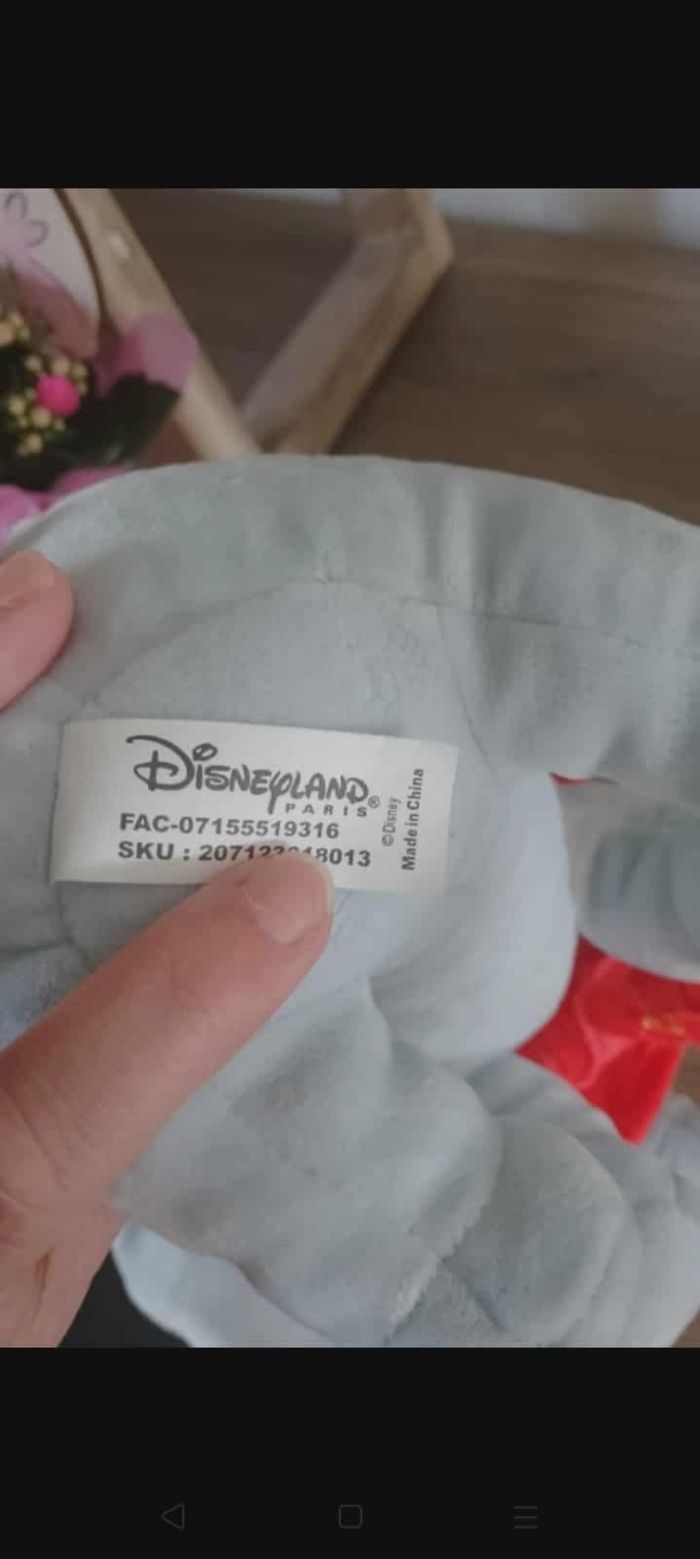 DISNEYLAND
PARIS®
FAC-07155519316
SKU :
©Disney
Made in China